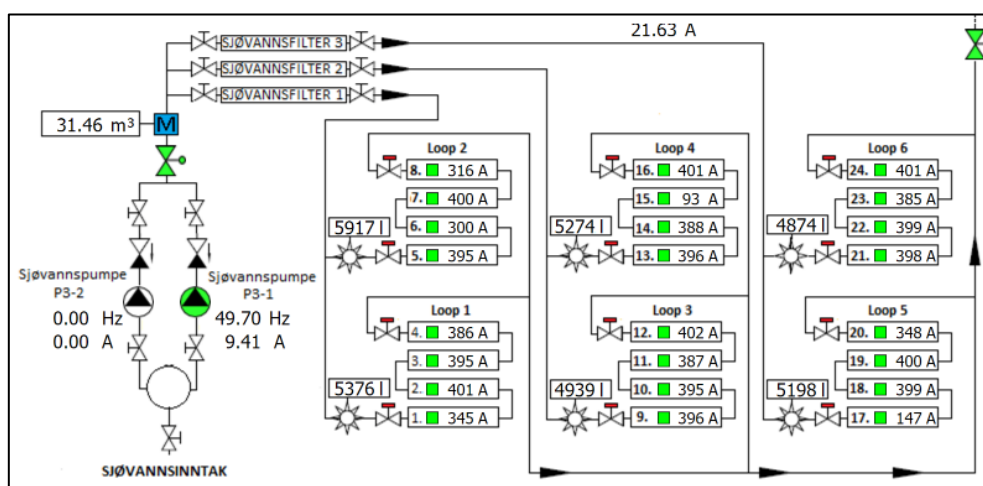 21.63 A
SJØVANNSFILTER 3
SJØVANNSFILTER 2
SJØVANNSFILTER 1
31.46 m³
M
Sjøvannspumpe
P3-2
0.00 Hz
0.00 A
Sjøvannspumpe
P3-1
49.70 Hz
9.41 A
SJØVANNSINNTAK
Loop 2
8. 316 A
7. 400 A
6. 300 A
5. 395 A
5917 l
Loop 1
4. 386 A
3. 395 A
2. 401 A
1. 345 A
5376 l
Loop 4
16. 401 A
15. 93 A
14. 388 A
13. 396 A
5274 l
Loop 3
12. 402 A
11. 387 A
10. 395 A
9. 396 A
4939 l
Loop 6
24. 401 A
23. 385 A
22. 399 A
21. 398 A
4874 l
Loop 5
20. 348 A
19. 400 A
18. 399 A
17. 147 A
5198 l